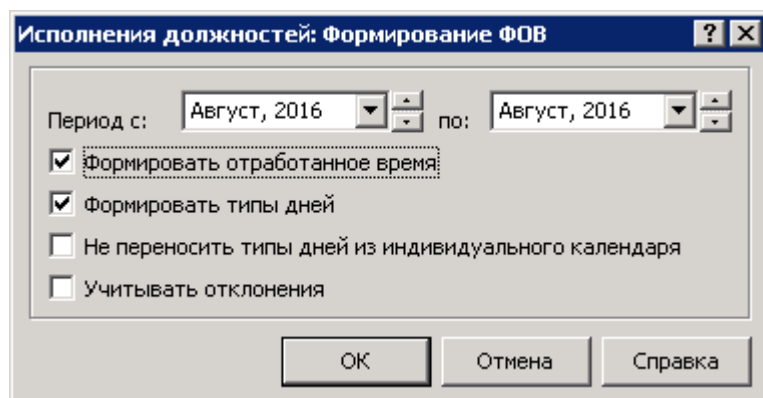 Исполнения должностей: Формирование ФОВ
Период с: Август, 2016 по: Август, 2016
Формировать отработанное время
Формировать типы дней
Не переносить типы дней из индивидуального календаря
Учитывать отклонения
ОК Отмена Справка